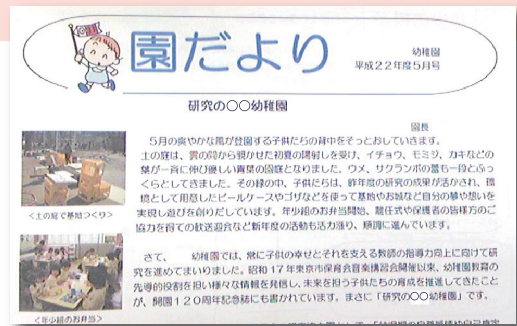 園だより
幼稚園
平成22年度5月号
研究の〇〇幼稚園
園長
5月の爽やかな風が登園する子供たちの背中をそっとおしていきます。
土の庭は、雲の間から覗かせた初夏の陽射しを受け、イチョウ、モミジ、カキなどの
葉が一斉に伸び優しい青葉の園庭となりました。ウメ、サクランボの蕾も一段とふっ
くらとしてきました。その緑の中、子供たちは、昨年度の研究の成果が活かされ、環
境として用意したビールケースやゴザなどを使って基地やお城など自分の夢や想いを
実現し遊びを創りだしています。年少組のお弁当開始、離任式や保護者の皆様方のご
協力を得ての歓送迎会など新年度の活動も活力漲り、順調に進んでいます。
<土の庭で基地つくり>
さて、 幼稚園では、常に子供の幸せとそれを支える教師の指導力向上に向けて研
究を進めてまいりました。昭和17年東京市保育会音楽講習会開催以来、幼稚園教育の
先導的役割を担い様々な情報を発信し、未来を担う子供たちの育成を推進してきたこと
が、開園120周年記念誌にも書かれています。まさに「研究の〇〇幼稚園」です。
<年少組のお弁当>